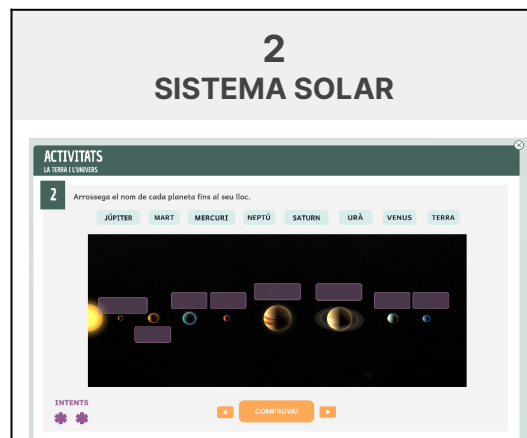 2
SISTEMA SOLAR
ACTIVITATS
LA TERRA I L'UNIVERS
2
Arrossega el nom de cada planeta fins al seu lloc.
JÚPITER MART MERCURI NEPTÚ SATURN URÀ VENUS TERRA
INTENTS
COMPROVA!